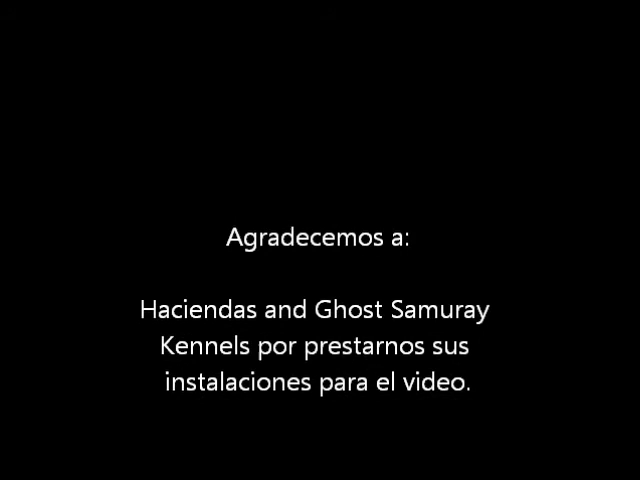 Agradecemos a:
Haciendas and Ghost Samuray
Kennels por prestarnos sus
instalaciones para el video.